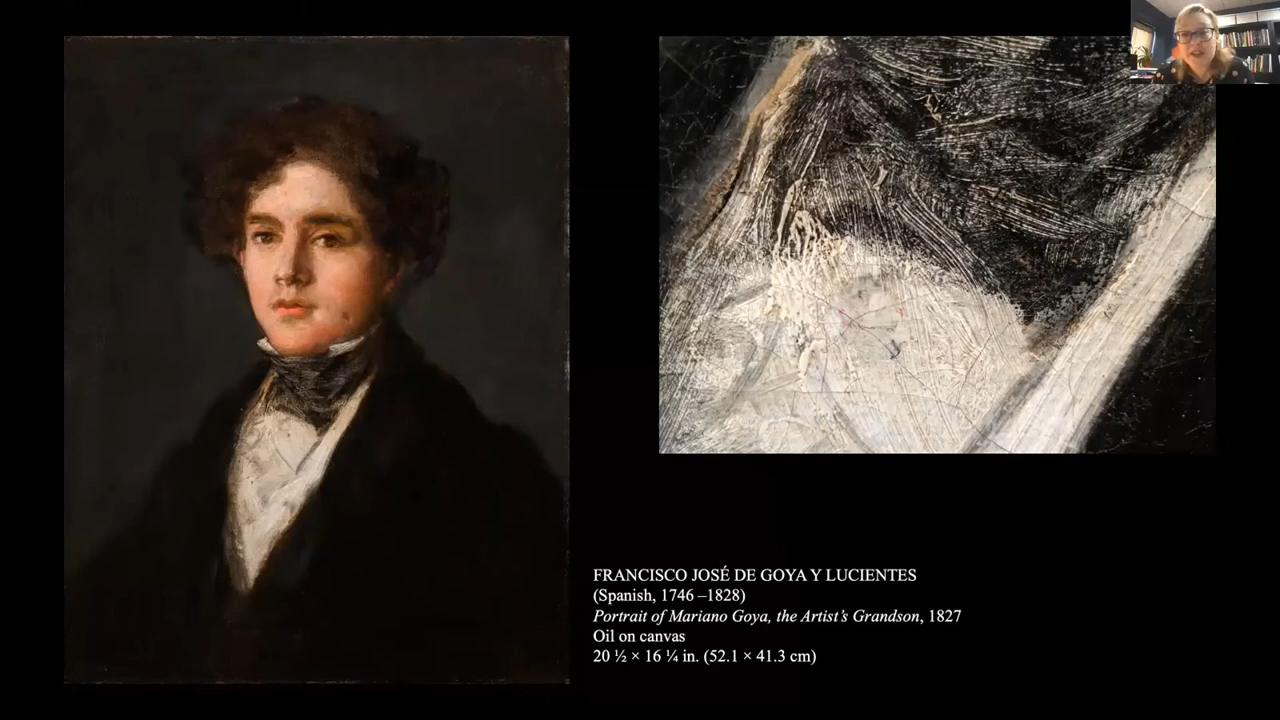 FRANCISCO JOSÉ DE GOYA Y LUCIENTES
(Spanish, 1746 –1828)
Portrait of Mariano Goya, the Artist’s Grandson, 1827
Oil on canvas
20 ½ × 16 ¼ in. (52.1 × 41.3 cm)